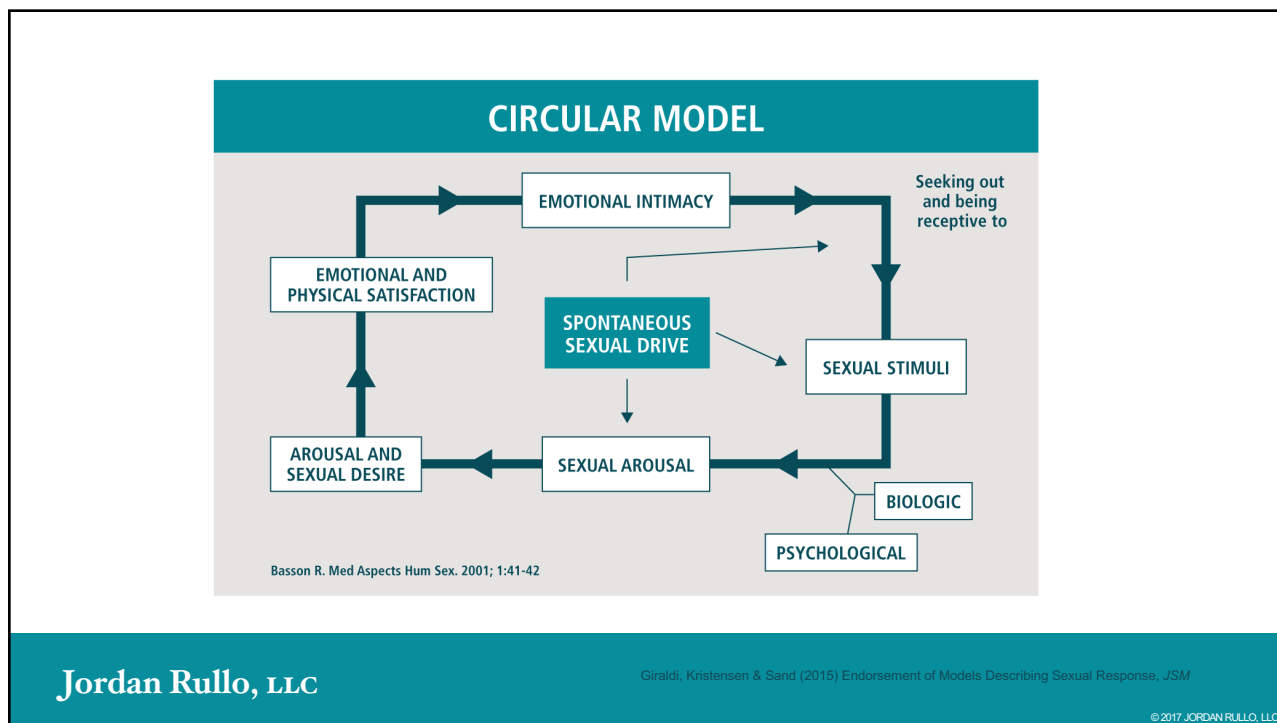 CIRCULAR MODEL
EMOTIONAL INTIMACY
Seeking out
and being
receptive to
EMOTIONAL AND
PHYSICAL SATISFACTION
SPONTANEOUS
SEXUAL DRIVE
SEXUAL STIMULI
AROUSAL AND
SEXUAL DESIRE
SEXUAL AROUSAL
BIOLOGIC
PSYCHOLOGICAL
Basson R. Med Aspects Hum Sex. 2001; 1:41-42
Jordan Rullo, LLC
Giraldi, Kristensen & Sand (2015) Endorsement of Models Describing Sexual Response, JSM
© 2017 JORDAN RULLO, LLC